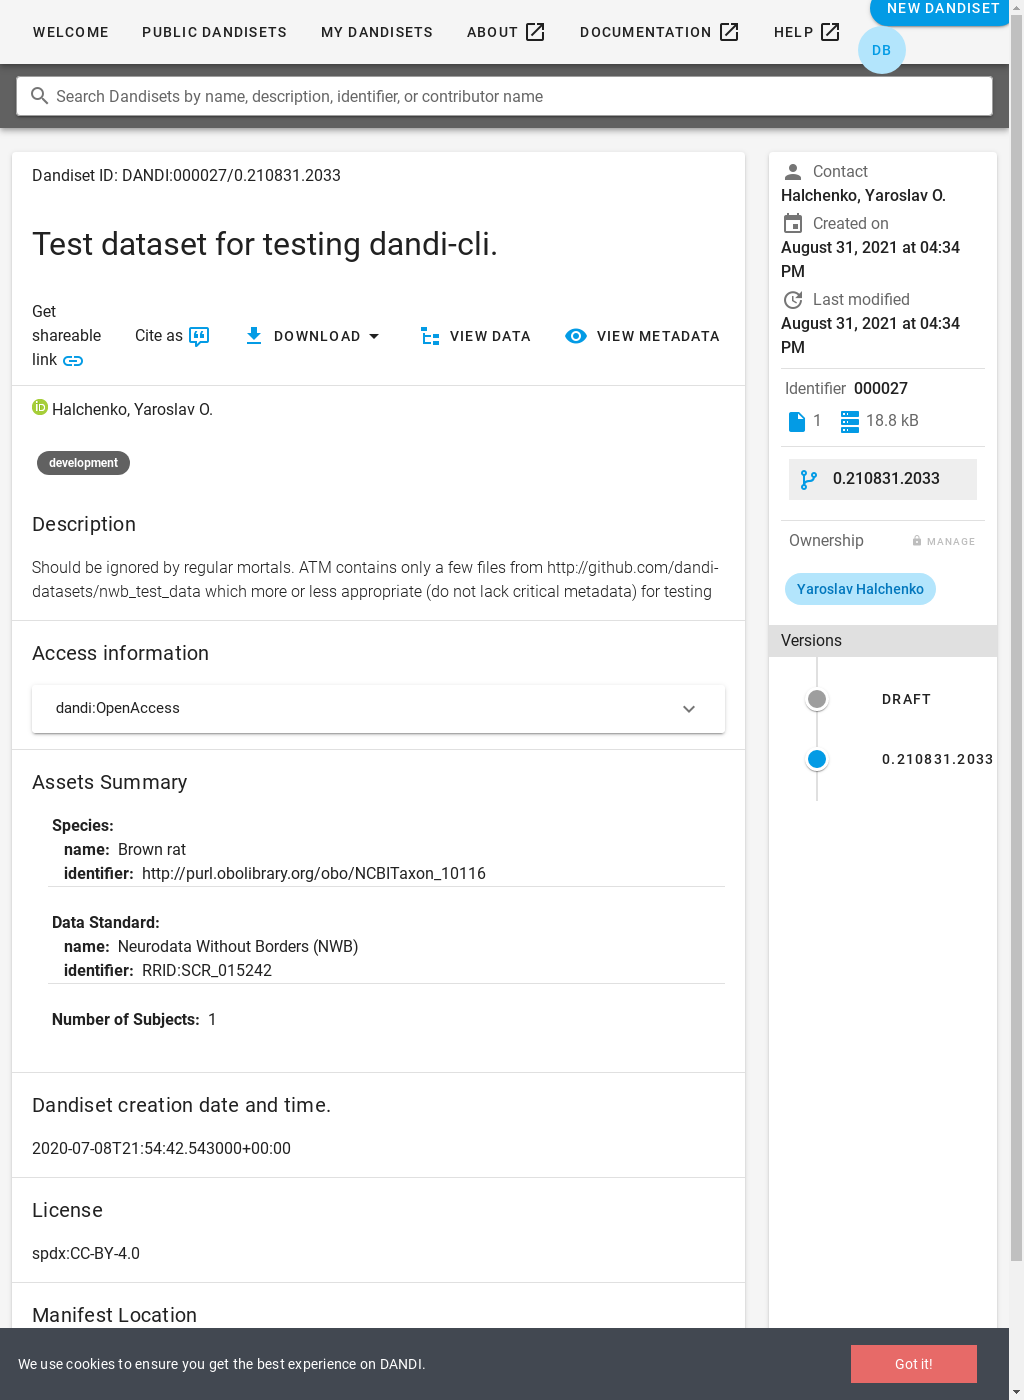 WELCOME
PUBLIC DANDISETS
MY DANDISETS
ABOUT
DOCUMENTATION
HELP
NEW DANDISET
DB
Search Dandisets by name, description, identifier, or contributor name
Dandiset ID: DANDI:000027/0.210831.2033
Test dataset for testing dandi-cli.
Get
shareable
link
Cite as
DOWNLOAD
VIEW DATA
VIEW METADATA
iD Halchenko, Yaroslav O.
development
Description
Should be ignored by regular mortals. ATM contains only a few files from http://github.com/dandi-
datasets/nwb_test_data which more or less appropriate (do not lack critical metadata) for testing
Access information
dandi:OpenAccess
Assets Summary
Species:
name: Brown rat
identifier: http://purl.obolibrary.org/obo/NCBITaxon_10116
Data Standard:
name: Neurodata Without Borders (NWB)
identifier: RRID:SCR_015242
Number of Subjects: 1
Dandiset creation date and time.
2020-07-08T21:54:42.543000+00:00
License
spdx:CC-BY-4.0
Manifest Location
Contact
Halchenko, Yaroslav O.
Created on
August 31, 2021 at 04:34
PM
Last modified
August 31, 2021 at 04:34
PM
Identifier 000027
1 18.8 kB
0.210831.2033
Ownership MANAGE
Yaroslav Halchenko
Versions
DRAFT
0.210831.2033
We use cookies to ensure you get the best experience on DANDI.
Got it!